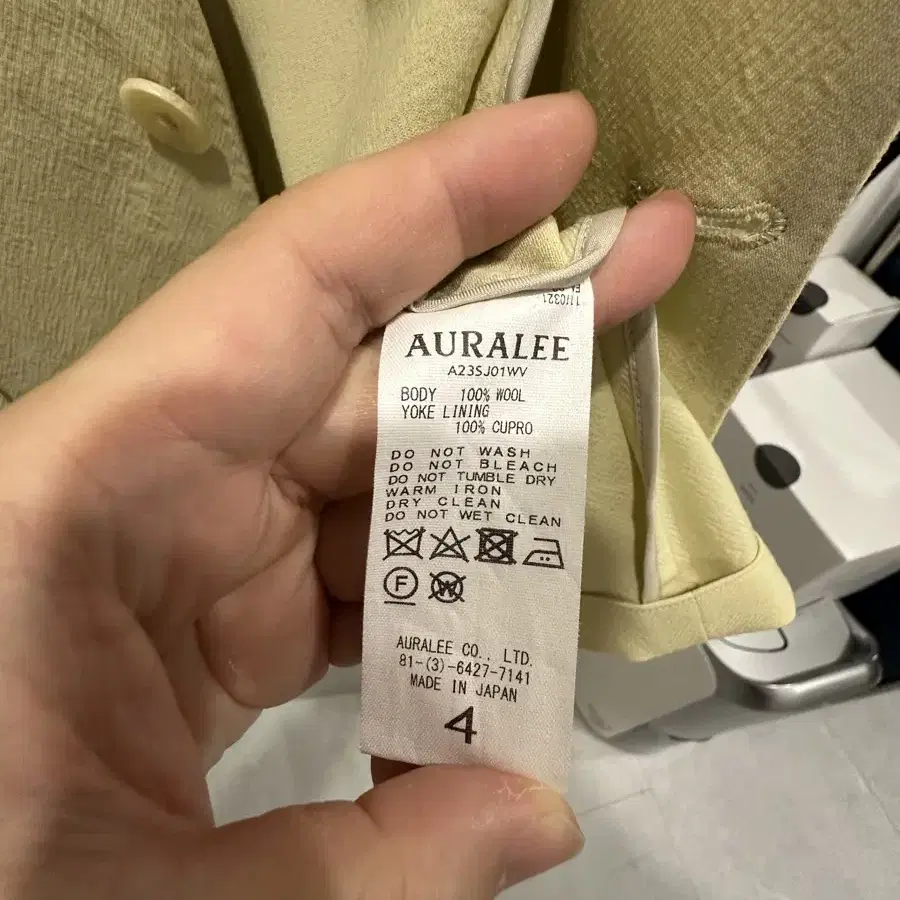 1110321
AURALEE
A23SJ01WV
BODY 100% WOOL
YOKE LINING
100% CUPRO
DO NOT WASH
DO NOT BLEACH
DO NOT TUMBLE DRY
WARM IRON
DRY CLEAN
DO NOT WET CLEAN
F W
AURALEE CO., LTD.
81-(3)-6427-7141
MADE IN JAPAN
4